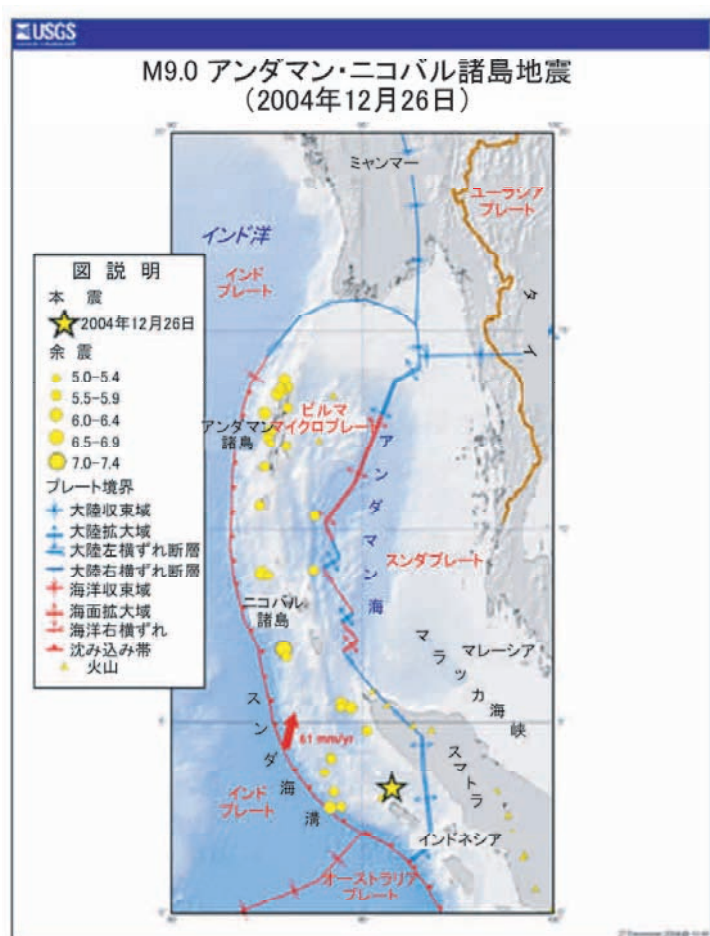 USGS
M9.0 アンダマン・ニコバル諸島地震
（2004年12月26日）
ミャンマー
ユーラシア
プレート
インド洋
インド
プレート
タイ
図 説 明
本 震
2004年12月26日
余 震
5.0-5.4
5.5-5.9
6.0-6.4
6.5-6.9
7.0-7.4
プレート境界
大陸収束域
大陸拡大域
大陸左横ずれ断層
大陸右横ずれ断層
海洋収束域
海面拡大域
海洋右横ずれ
沈み込み帯
火山
ビルマ
マイクロプレート
アンダマン
諸島
アンダマン海
スンダプレート
ニコバル
諸島
マレーシア
マラッカ海峡
スンダ海溝
61 mm/yr
スマトラ
インド
プレート
インドネシア
オーストラリア
プレート